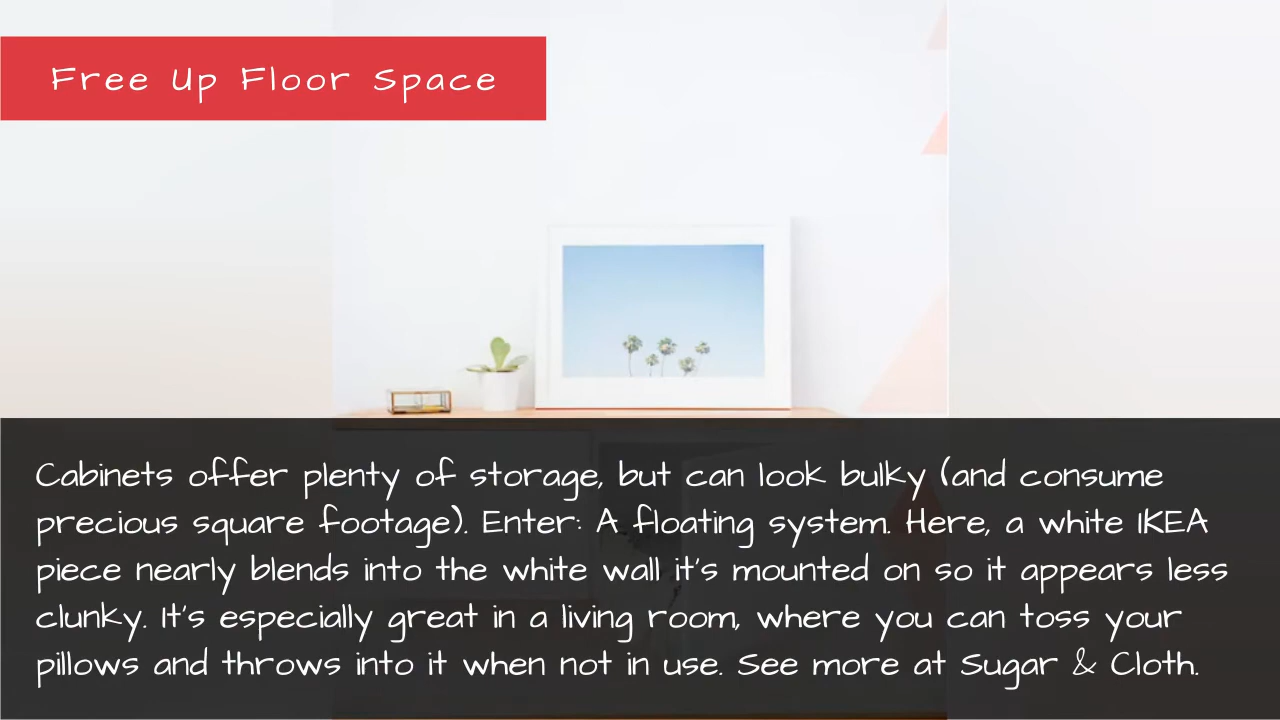 Free Up Floor Space
Cabinets offer plenty of storage, but can look bulky (and consume
precious square footage). Enter: A floating system. Here, a white IKEA
piece nearly blends into the white wall it's mounted on so it appears less
clunky. It's especially great in a living room, where you can toss your
pillows and throws into it when not in use. See more at Sugar & Cloth.